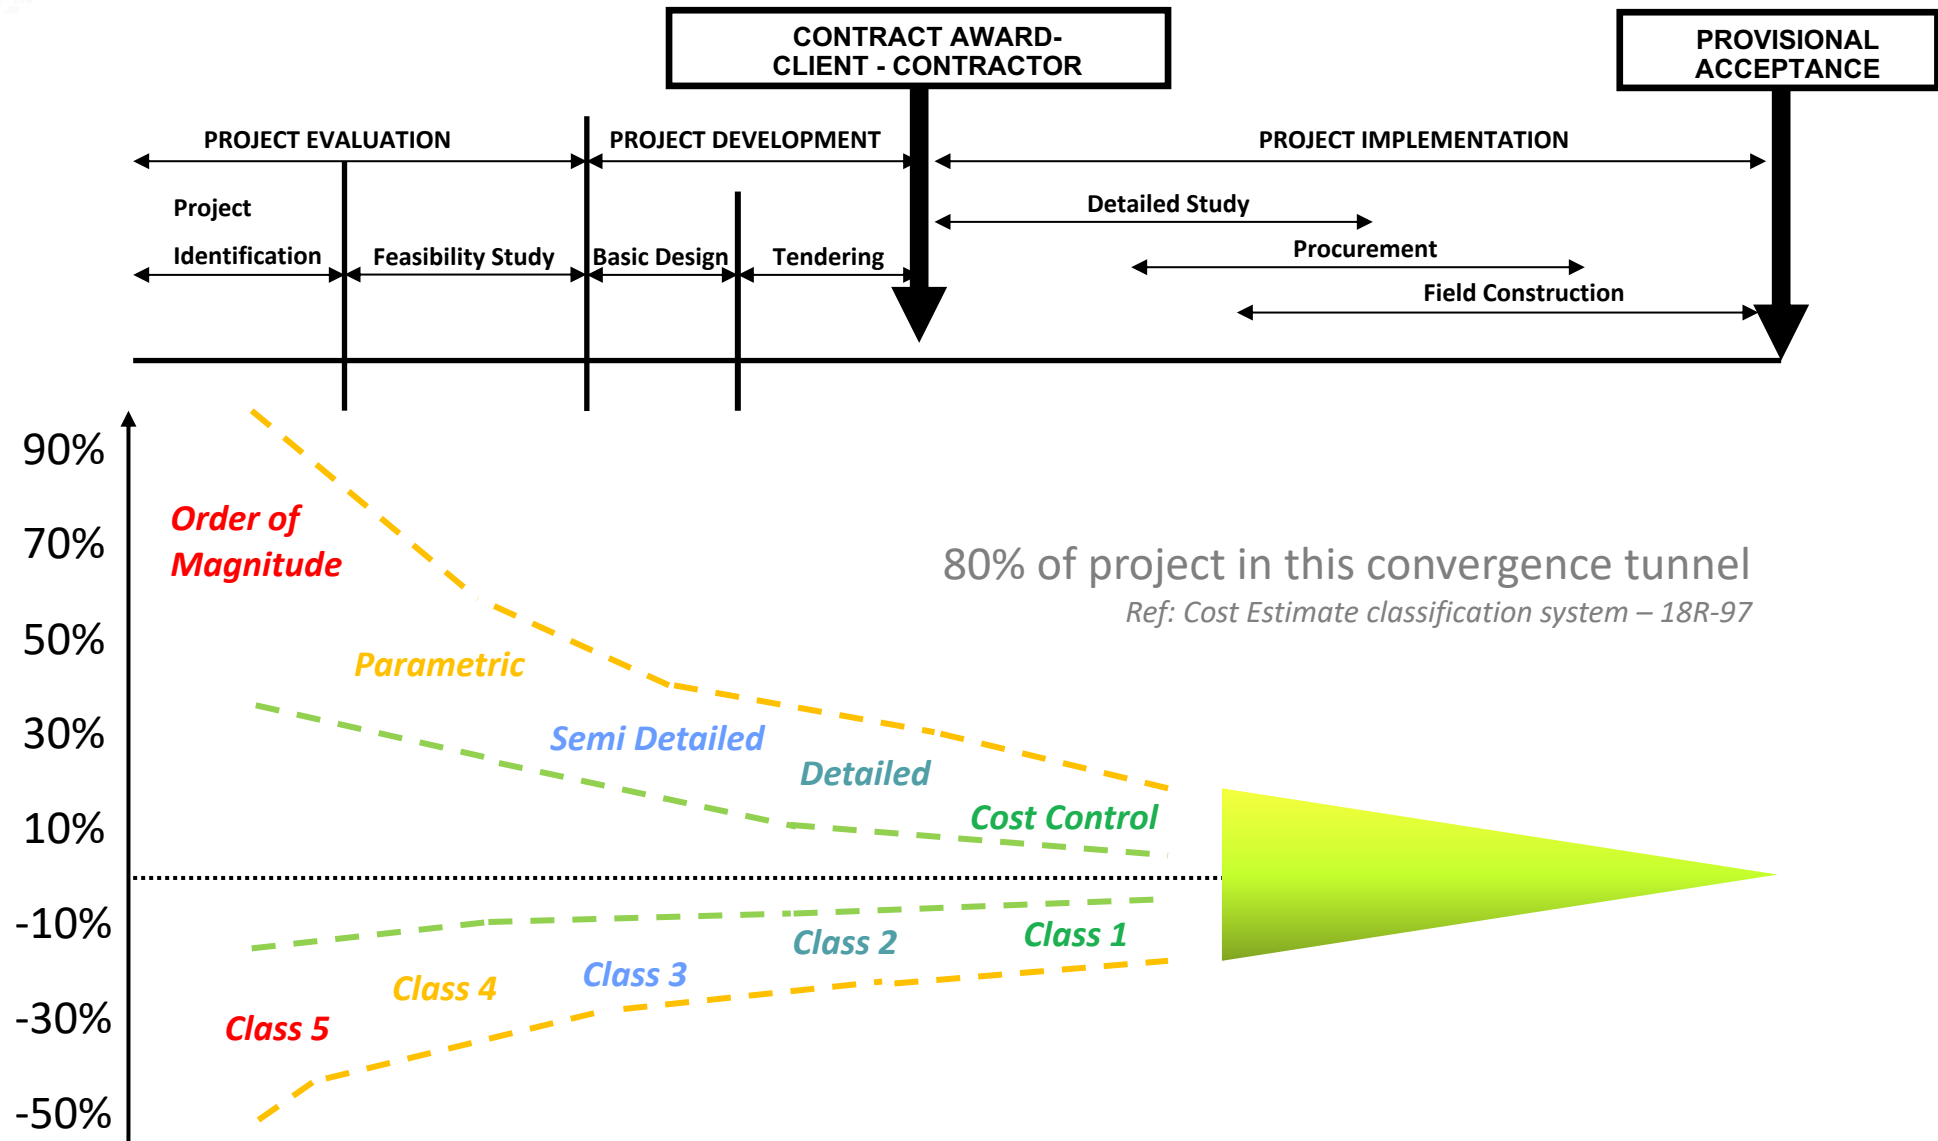 CONTRACT AWARD-
CLIENT - CONTRACTOR
PROVISIONAL
ACCEPTANCE
PROJECT EVALUATION
PROJECT DEVELOPMENT
PROJECT IMPLEMENTATION
Project
Identification
Feasibility Study
Basic Design
Tendering
Detailed Study
Procurement
Field Construction
90%
70%
50%
30%
10%
-10%
-30%
-50%
Order of
Magnitude
Parametric
Semi Detailed
Detailed
Cost Control
80% of project in this convergence tunnel
Ref: Cost Estimate classification system – 18R-97
Class 5
Class 4
Class 3
Class 2
Class 1